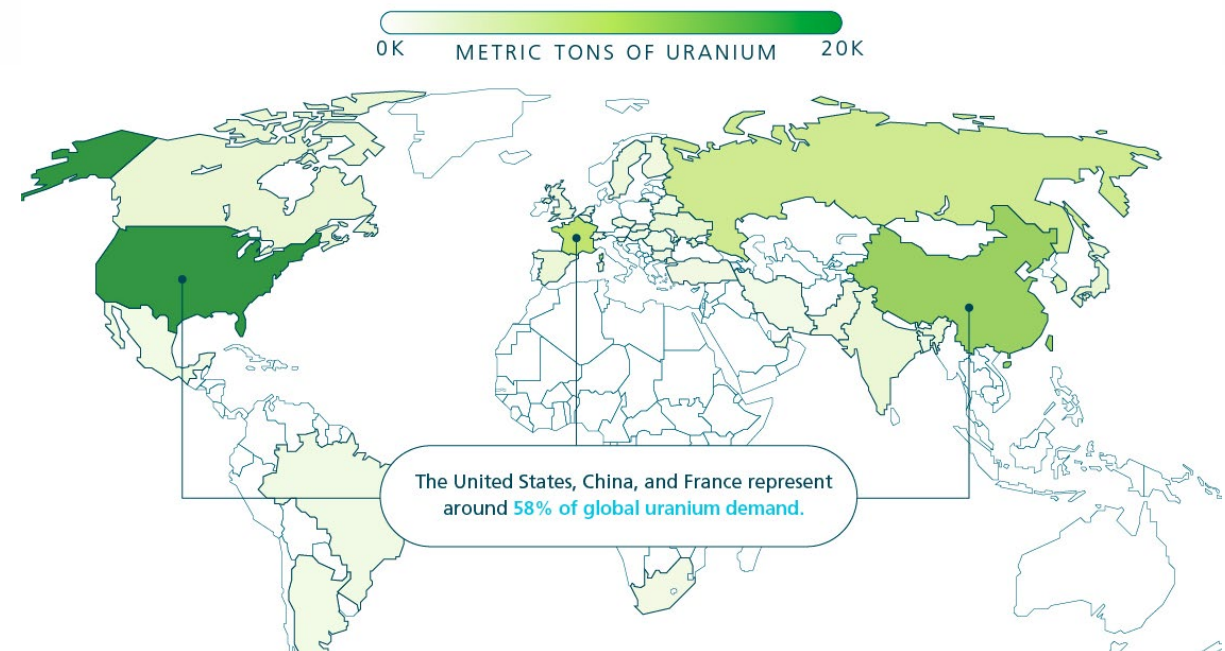 0K METRIC TONS OF URANIUM 20K
The United States, China, and France represent
around 58% of global uranium demand.